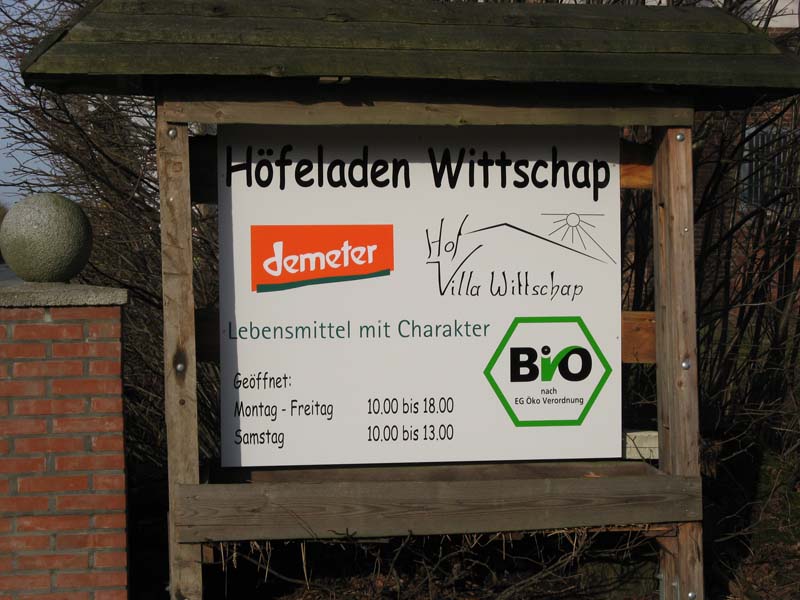 Höfeladen Wittschap
demeter
Hof
Villa Wittschap
Lebensmittel mit Charakter
Bio
nach
EG Öko Verordnung
Geöffnet:
Montag - Freitag 10.00 bis 18.00
Samstag 10.00 bis 13.00